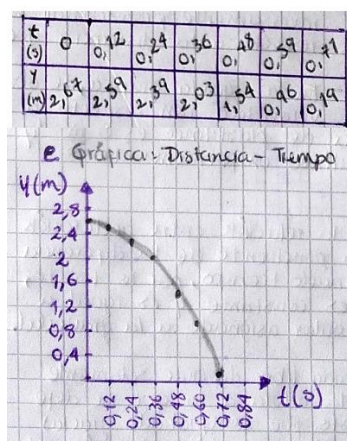 t (s) 0 0,12 0,24 0,36 0,48 0,59 0,71
y (m) 2,67 2,59 2,39 2,03 1,54 0,96 0,19
e Gráfica: Distancia - Tiempo
y(m)
2,8
2,4
2
1,6
1,2
0,8
0,4
0,12 0,24 0,36 0,48 0,60 0,72 0,84 t(s)